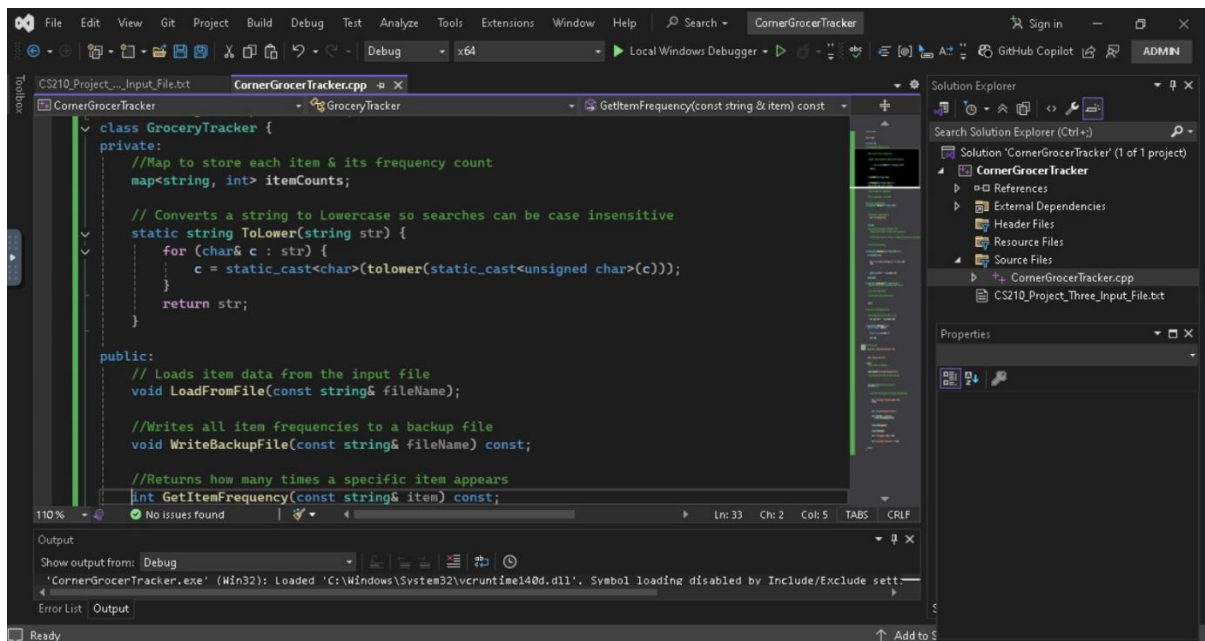 File Edit View Git Project Build Debug Test Analyze Tools Extensions Window Help Search CornerGrocerTracker Sign in
Debug x64 Local Windows Debugger GitHub Copilot ADMIN
Toolbox
CS210_Project_..._Input_File.txt CornerGrocerTracker.cpp
CornerGrocerTracker GroceryTracker GetItemFrequency(const string & item) const
class GroceryTracker {
private:
//Map to store each item & its frequency count
map<string, int> itemCounts;
// Converts a string to Lowercase so searches can be case insensitive
static string ToLower(string str) {
for (char& c : str) {
c = static_cast<char>(tolower(static_cast<unsigned char>(c)));
}
return str;
}
public:
// Loads item data from the input file
void LoadFromFile(const string& fileName);
//Writes all item frequencies to a backup file
void WriteBackupFile(const string& fileName) const;
//Returns how many times a specific item appears
int GetItemFrequency(const string& item) const;
110 % No issues found Ln: 33 Ch: 2 Col: 5 TABS CRLF
Output
Show output from: Debug
'CornerGrocerTracker.exe' (Win32): Loaded 'C:\Windows\System32\vcruntime140d.dll'. Symbol loading disabled by Include/Exclude sett
Error List Output
Ready Add to S
Solution Explorer
Search Solution Explorer (Ctrl+;)
Solution 'CornerGrocerTracker' (1 of 1 project)
CornerGrocerTracker
References
External Dependencies
Header Files
Resource Files
Source Files
CornerGrocerTracker.cpp
CS210_Project_Three_Input_File.txt
Properties